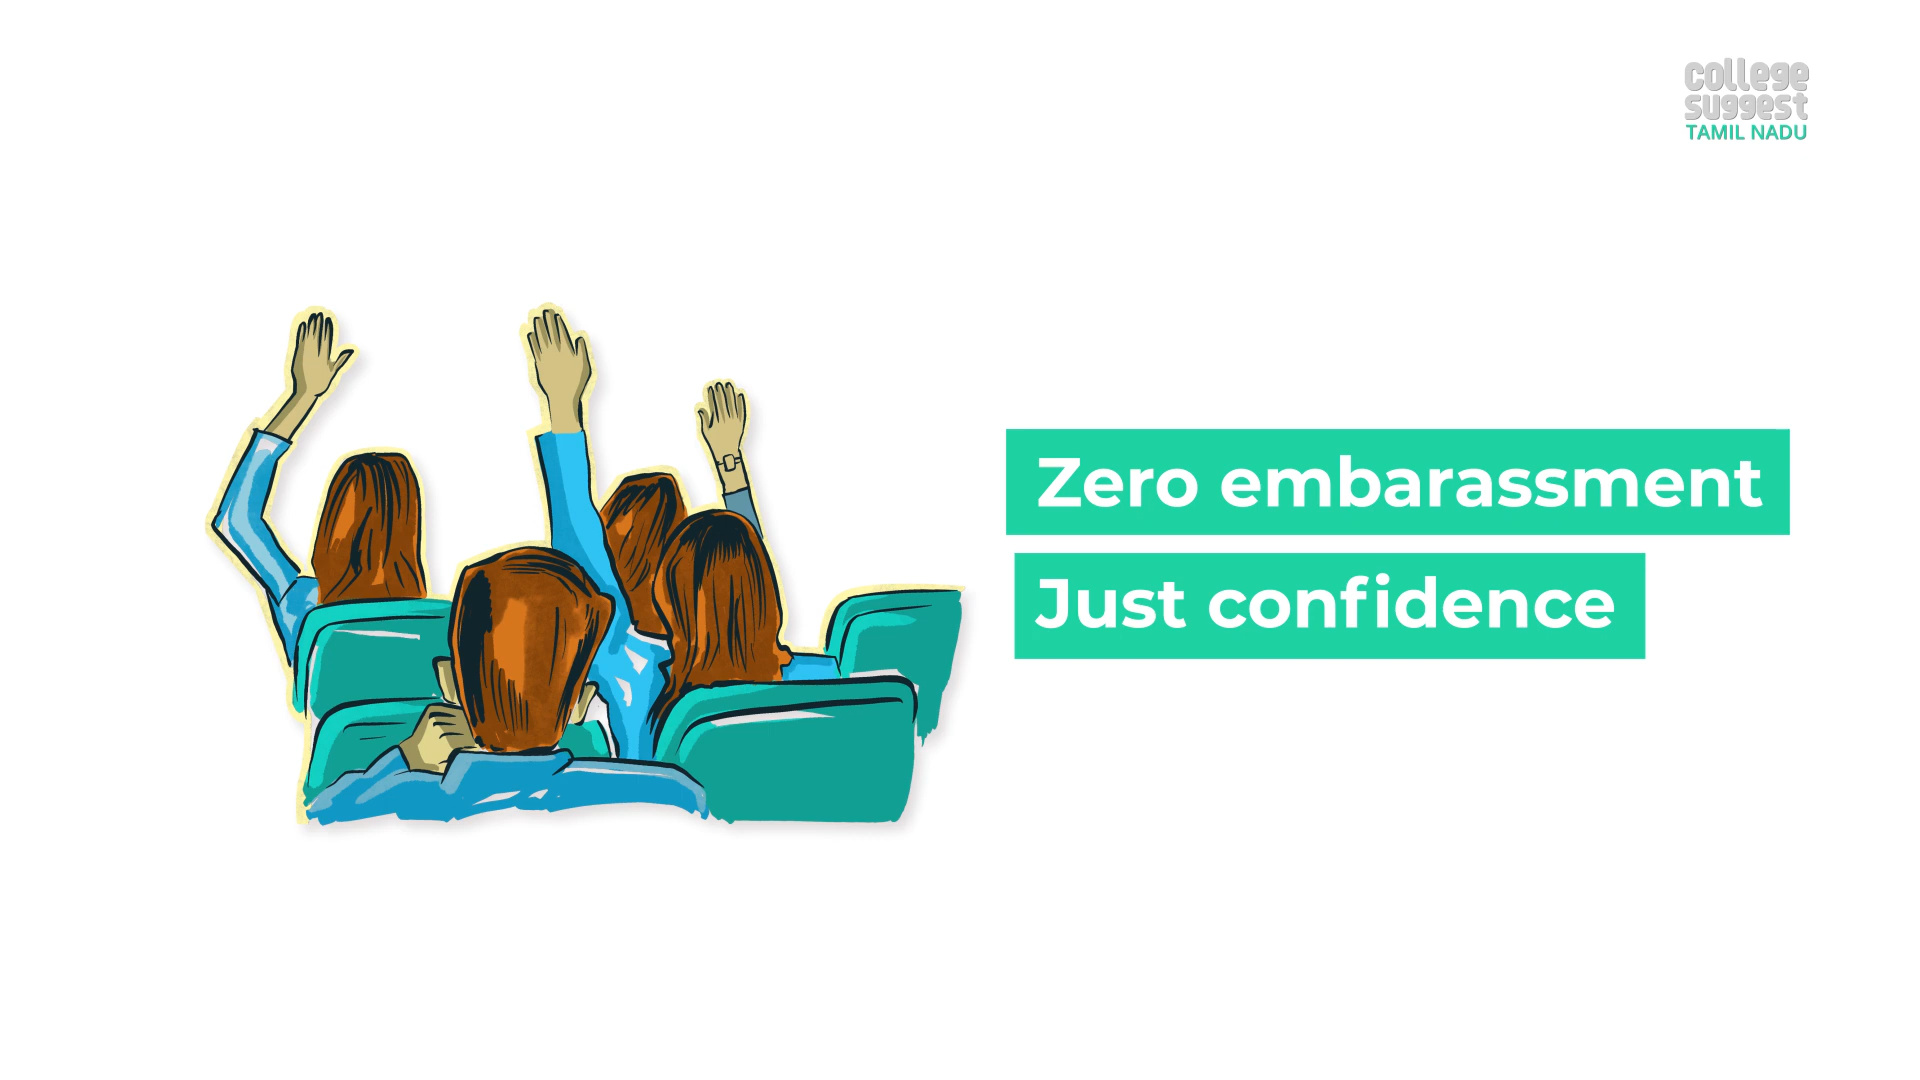 college
suggest
TAMIL NADU
Zero embarassment
Just confidence